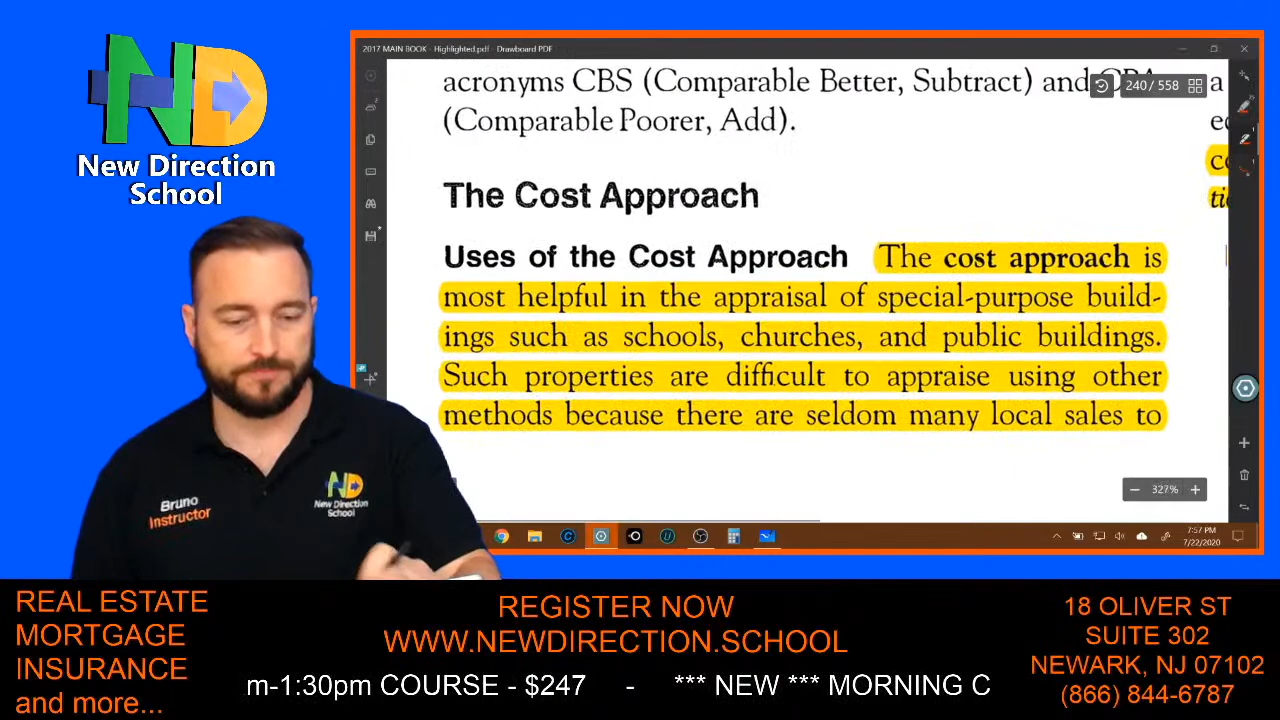 ND
New Direction
School
2017 MAIN BOOK - Highlighted.pdf - Drawboard PDF
240 / 558
acronyms CBS (Comparable Better, Subtract) and
(Comparable Poorer, Add).
The Cost Approach
Uses of the Cost Approach The cost approach is
most helpful in the appraisal of special-purpose build-
ings such as schools, churches, and public buildings.
Such properties are difficult to appraise using other
methods because there are seldom many local sales to
327%
7:57 PM
7/22/2020
Bruno
Instructor
ND
New Direction
School
REAL ESTATE
MORTGAGE
INSURANCE
and more...
REGISTER NOW
WWW.NEWDIRECTION.SCHOOL
m-1:30pm COURSE - $247 - *** NEW *** MORNING C
18 OLIVER ST
SUITE 302
NEWARK, NJ 07102
(866) 844-6787